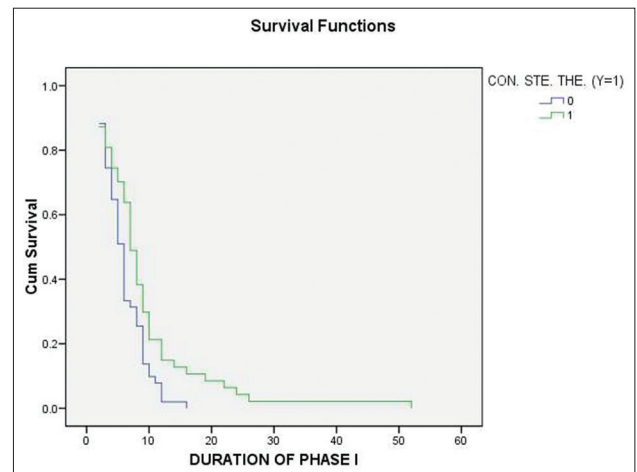 Survival Functions
CON. STE. THE. (Y=1)
0
1
1.0
0.8
0.6
0.4
0.2
0.0
Cum Survival
0 10 20 30 40 50 60
DURATION OF PHASE I